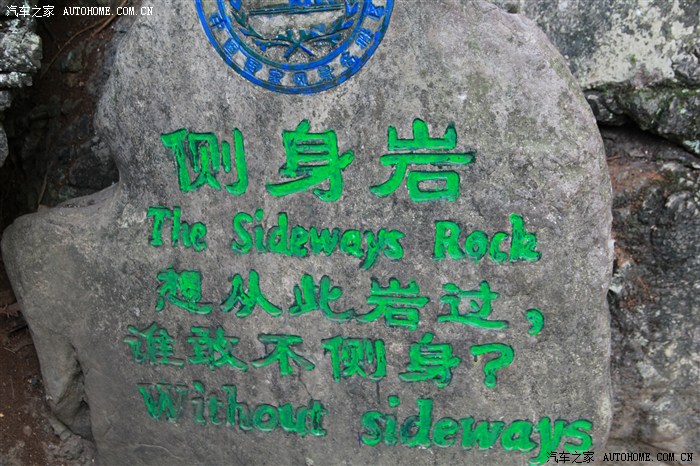 汽车之家 AUTOHOME.COM.CN
侧身岩
The Sideways Rock
想从此岩过，
谁敢不侧身？
Without sideways
汽车之家 AUTOHOME.COM.CN